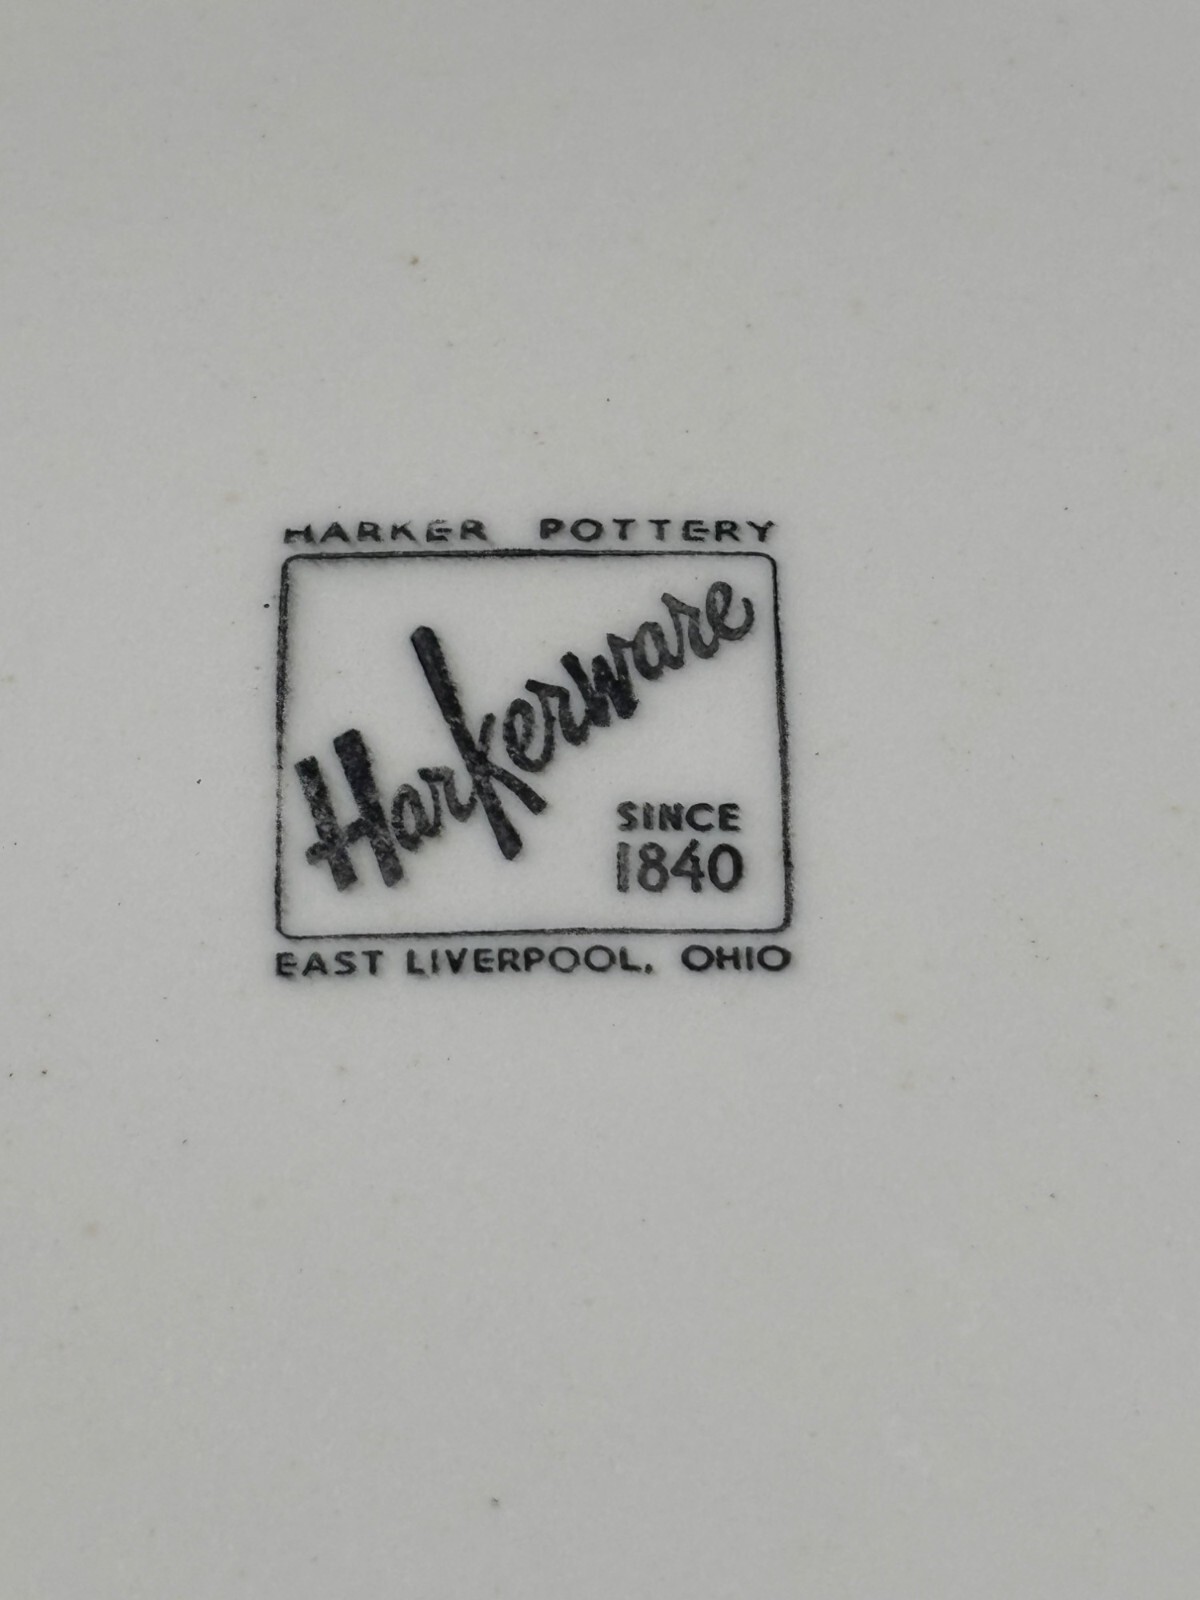 HARKER POTTERY
Harkerware
SINCE
1840
EAST LIVERPOOL, OHIO